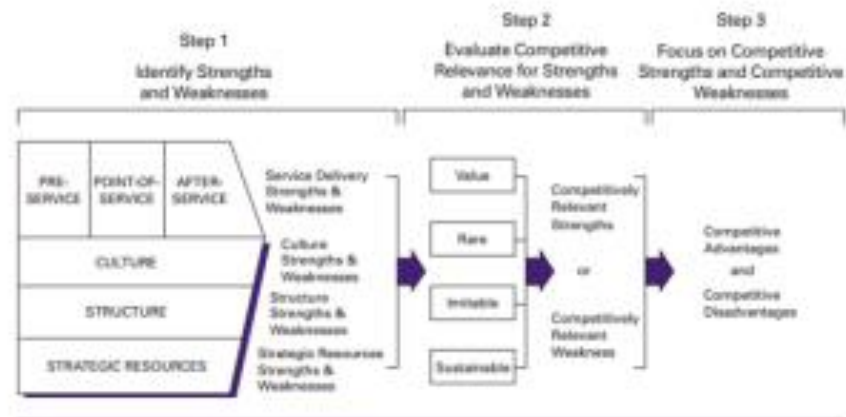 Step 1
Identify Strengths
and Weaknesses
Step 2
Evaluate Competitive
Relevance for Strengths
and Weaknesses
Step 3
Focus on Competitive
Strengths and Competitive
Weaknesses
PRE-
SERVICE
POINT-OF-
SERVICE
AFTER-
SERVICE
CULTURE
STRUCTURE
STRATEGIC RESOURCES
Service Delivery
Strengths &
Weaknesses
Culture
Strengths &
Weaknesses
Structure
Strengths &
Weaknesses
Strategic Resources
Strengths &
Weaknesses
Value
Rare
Imitable
Sustainable
Competitively
Relevant
Strengths
or
Competitively
Relevant
Weakness
Competitive
Advantages
and
Competitive
Disadvantages